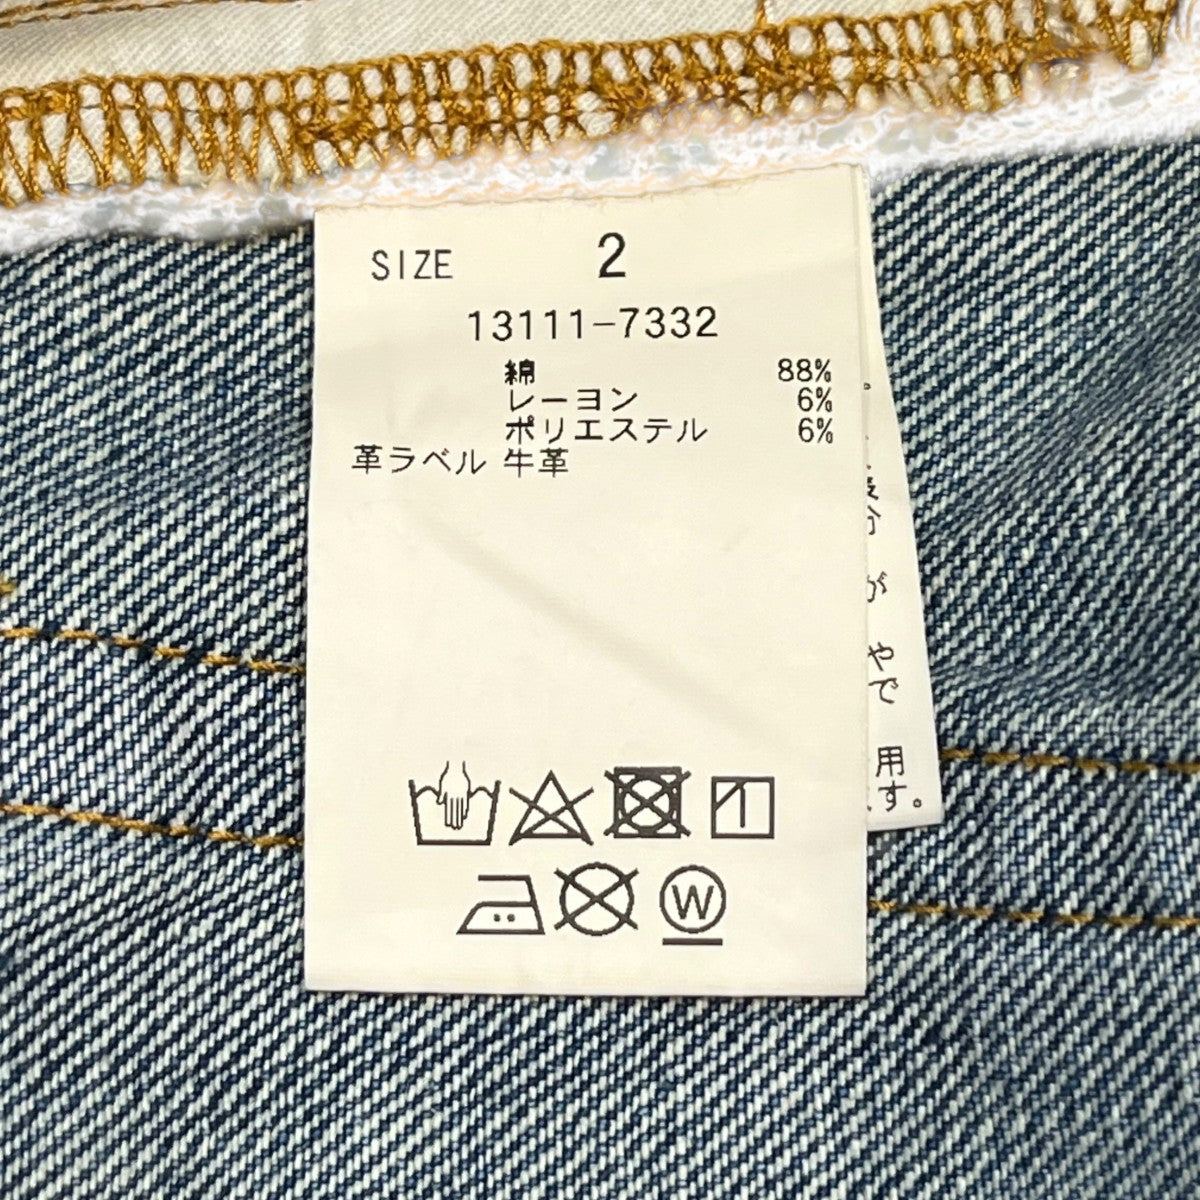 SIZE 2
13111-7332
綿 88%
レーヨン 6%
ポリエステル 6%
革ラベル 牛革
W
が
や
で
用
す。